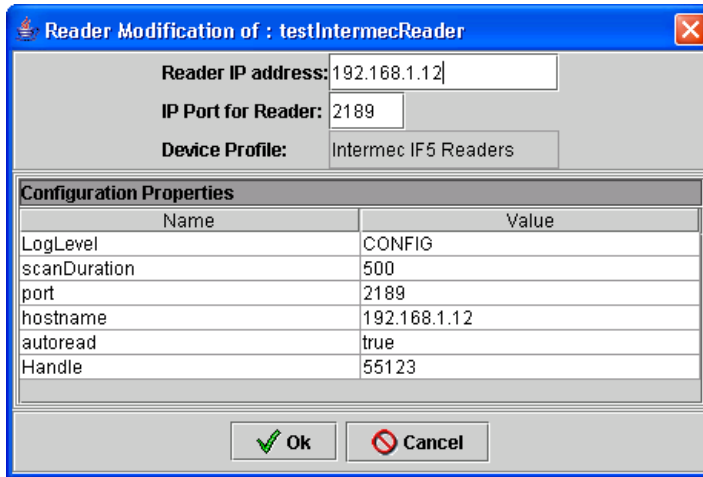 Reader Modification of : testIntermecReader
Reader IP address: 192.168.1.12
IP Port for Reader: 2189
Device Profile: Intermec IF5 Readers
Configuration Properties
Name Value
LogLevel CONFIG
scanDuration 500
port 2189
hostname 192.168.1.12
autoread true
Handle 55123
Ok Cancel